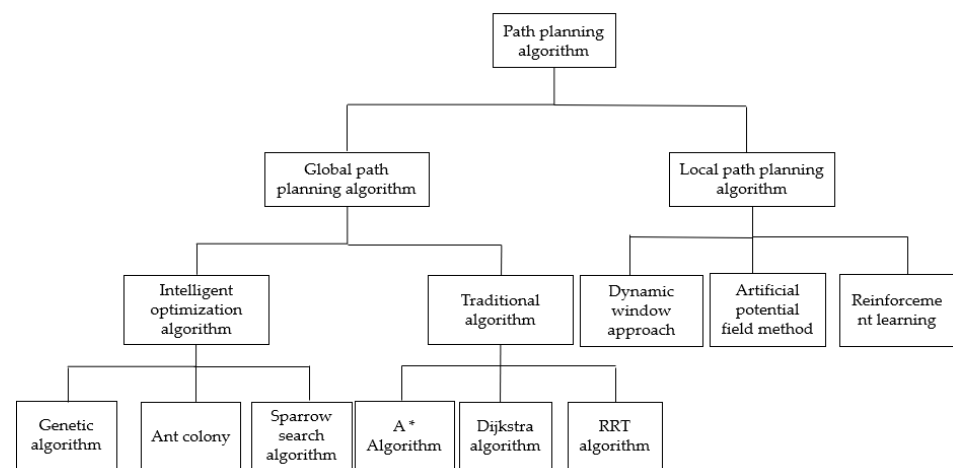 Path planning
algorithm
Global path
planning algorithm
Local path planning
algorithm
Intelligent
optimization
algorithm
Traditional
algorithm
Dynamic
window
approach
Artificial
potential
field method
Reinforceme
nt learning
Genetic
algorithm
Ant colony
Sparrow
search
algorithm
A *
Algorithm
Dijkstra
algorithm
RRT
algorithm